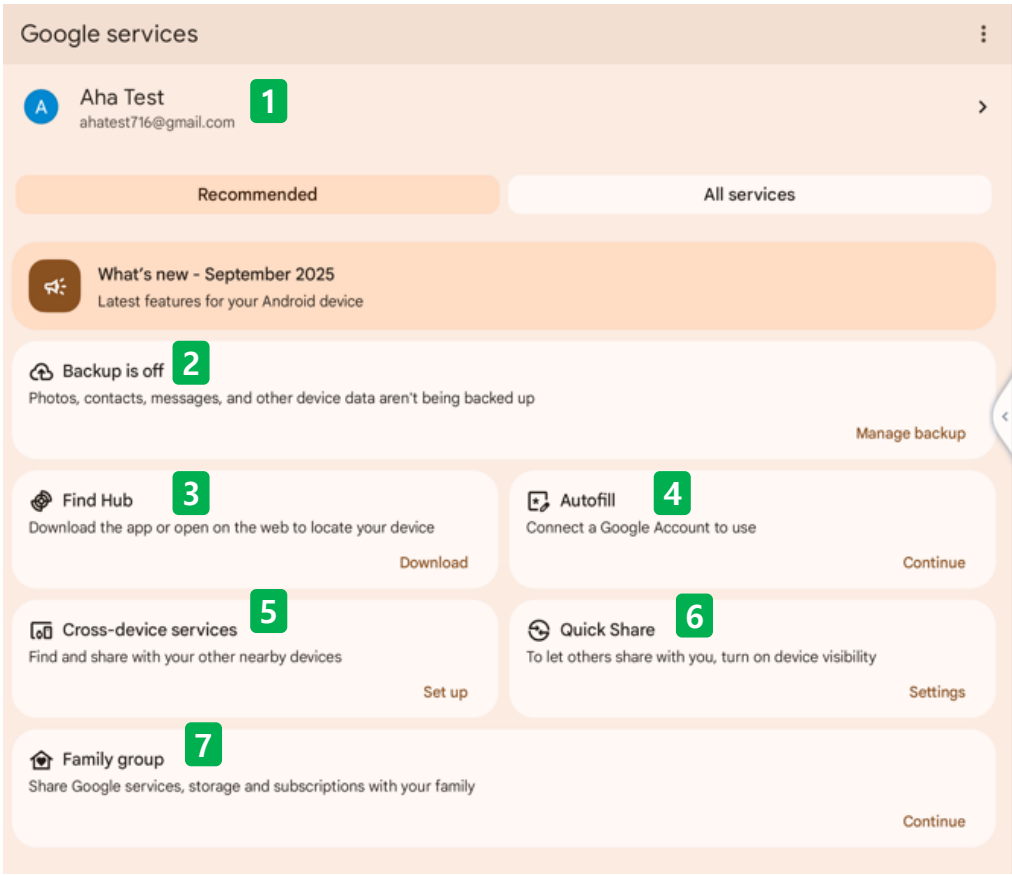 Google services
A
Aha Test
1
ahatest716@gmail.com
Recommended
All services
What's new - September 2025
Latest features for your Android device
Backup is off
2
Photos, contacts, messages, and other device data aren't being backed up
Manage backup
Find Hub
3
Download the app or open on the web to locate your device
Download
Autofill
4
Connect a Google Account to use
Continue
Cross-device services
5
Find and share with your other nearby devices
Set up
Quick Share
6
To let others share with you, turn on device visibility
Settings
Family group
7
Share Google services, storage and subscriptions with your family
Continue